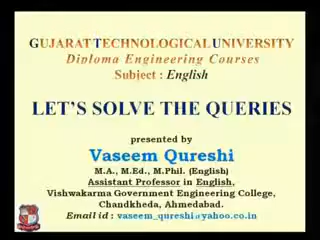 GUJARAT TECHNOLOGICAL UNIVERSITY
Diploma Engineering Courses
Subject : English
LET'S SOLVE THE QUERIES
presented by
Vaseem Qureshi
M.A., M.Ed., M.Phil. (English)
Assistant Professor in English,
Vishwakarma Government Engineering College,
Chandkheda, Ahmedabad.
Email id : vaseem_qureshi@yahoo.co.in